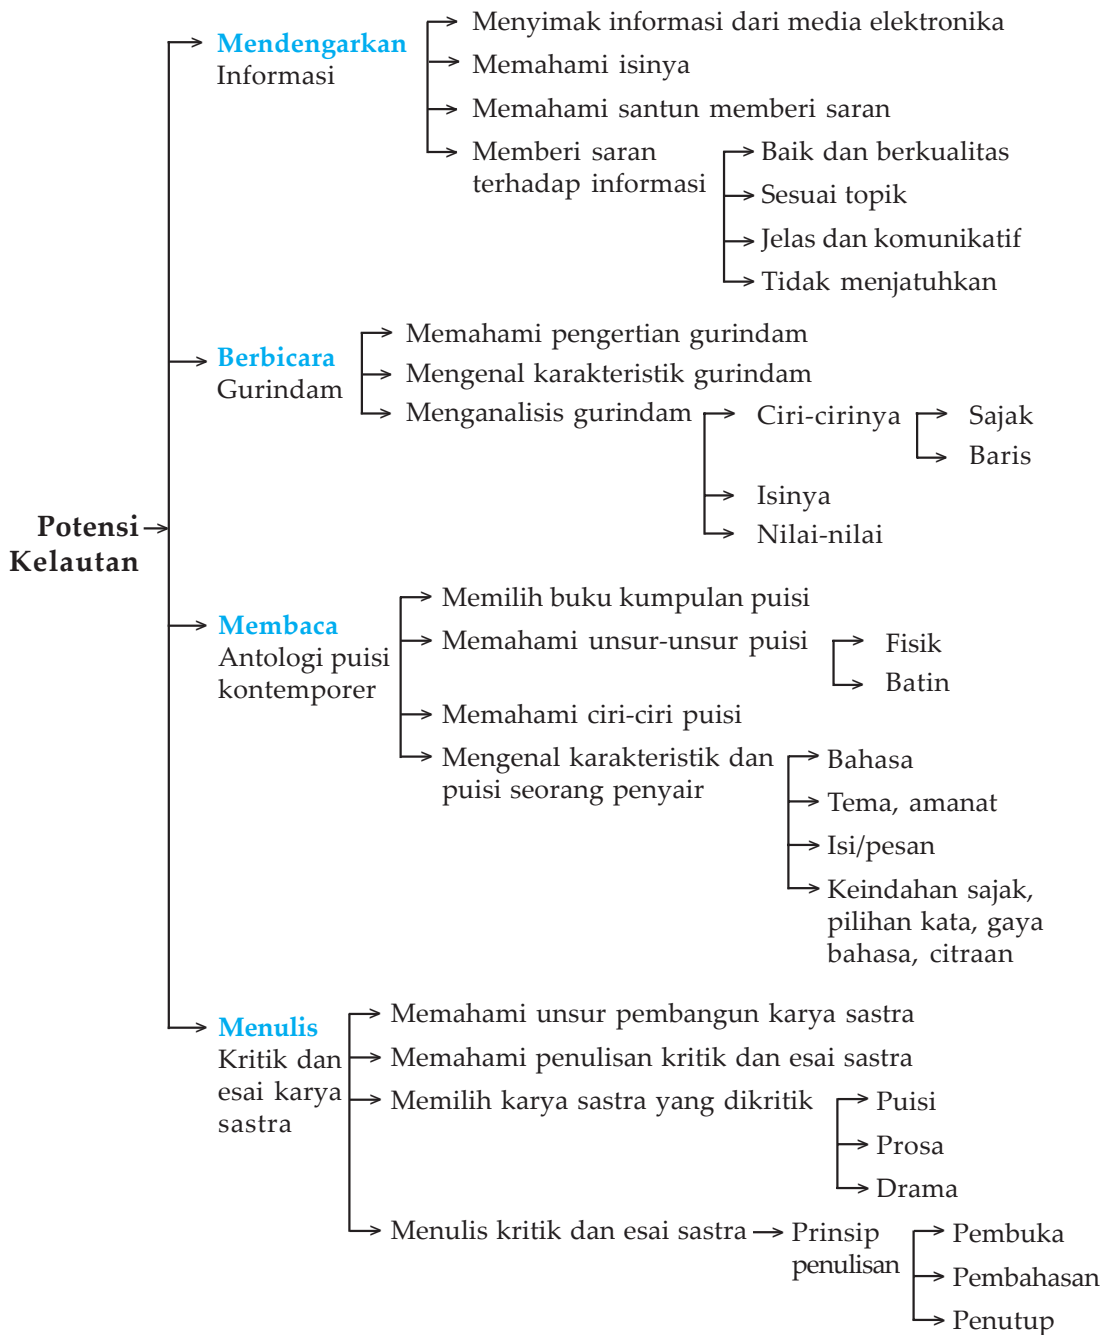 Potensi
Kelautan
Mendengarkan
Informasi
Menyimak informasi dari media elektronika
Memahami isinya
Memahami santun memberi saran
Memberi saran
terhadap informasi
Baik dan berkualitas
Sesuai topik
Jelas dan komunikatif
Tidak menjatuhkan
Berbicara
Gurindam
Memahami pengertian gurindam
Mengenal karakteristik gurindam
Menganalisis gurindam
Ciri-cirinya
Sajak
Baris
Isinya
Nilai-nilai
Membaca
Antologi puisi
kontemporer
Memilih buku kumpulan puisi
Memahami unsur-unsur puisi
Fisik
Batin
Memahami ciri-ciri puisi
Mengenal karakteristik dan
puisi seorang penyair
Bahasa
Tema, amanat
Isi/pesan
Keindahan sajak,
pilihan kata, gaya
bahasa, citraan
Menulis
Kritik dan
esai karya
sastra
Memahami unsur pembangun karya sastra
Memahami penulisan kritik dan esai sastra
Memilih karya sastra yang dikritik
Puisi
Prosa
Drama
Menulis kritik dan esai sastra
Prinsip
penulisan
Pembuka
Pembahasan
Penutup